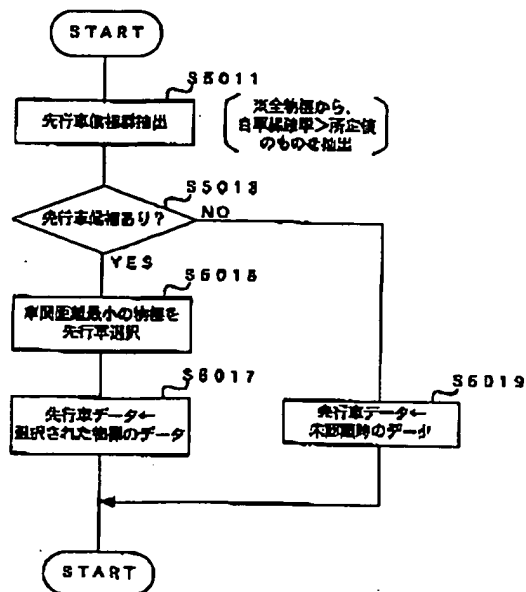 START
S5011
先行車候補群抽出
※全物標から、
自車線確率>所定値
のものを抽出
S5013
先行車候補あり?
NO
YES
S5015
車間距離最小の物標を
先行車選択
S5017
先行車データ←
選択された物標のデータ
S5019
先行車データ←
未認識時のデータ
START